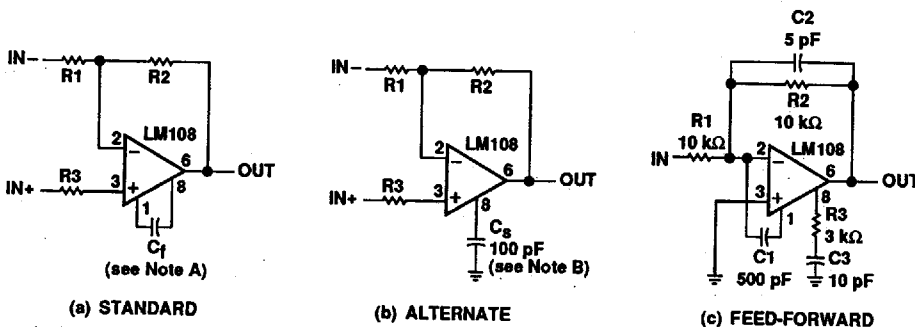 IN−
R1
R2
LM108
2
−
6
OUT
IN+
R3
3
+
1
8
Cf
(see Note A)
(a) STANDARD
IN−
R1
R2
LM108
2
−
6
OUT
IN+
R3
3
+
8
Cs
100 pF
(see Note B)
(b) ALTERNATE
C2
5 pF
R2
10 kΩ
R1
10 kΩ
IN
LM108
2
−
6
OUT
3
+
1
8
R3
3 kΩ
C1
500 pF
C3
10 pF
(c) FEED-FORWARD